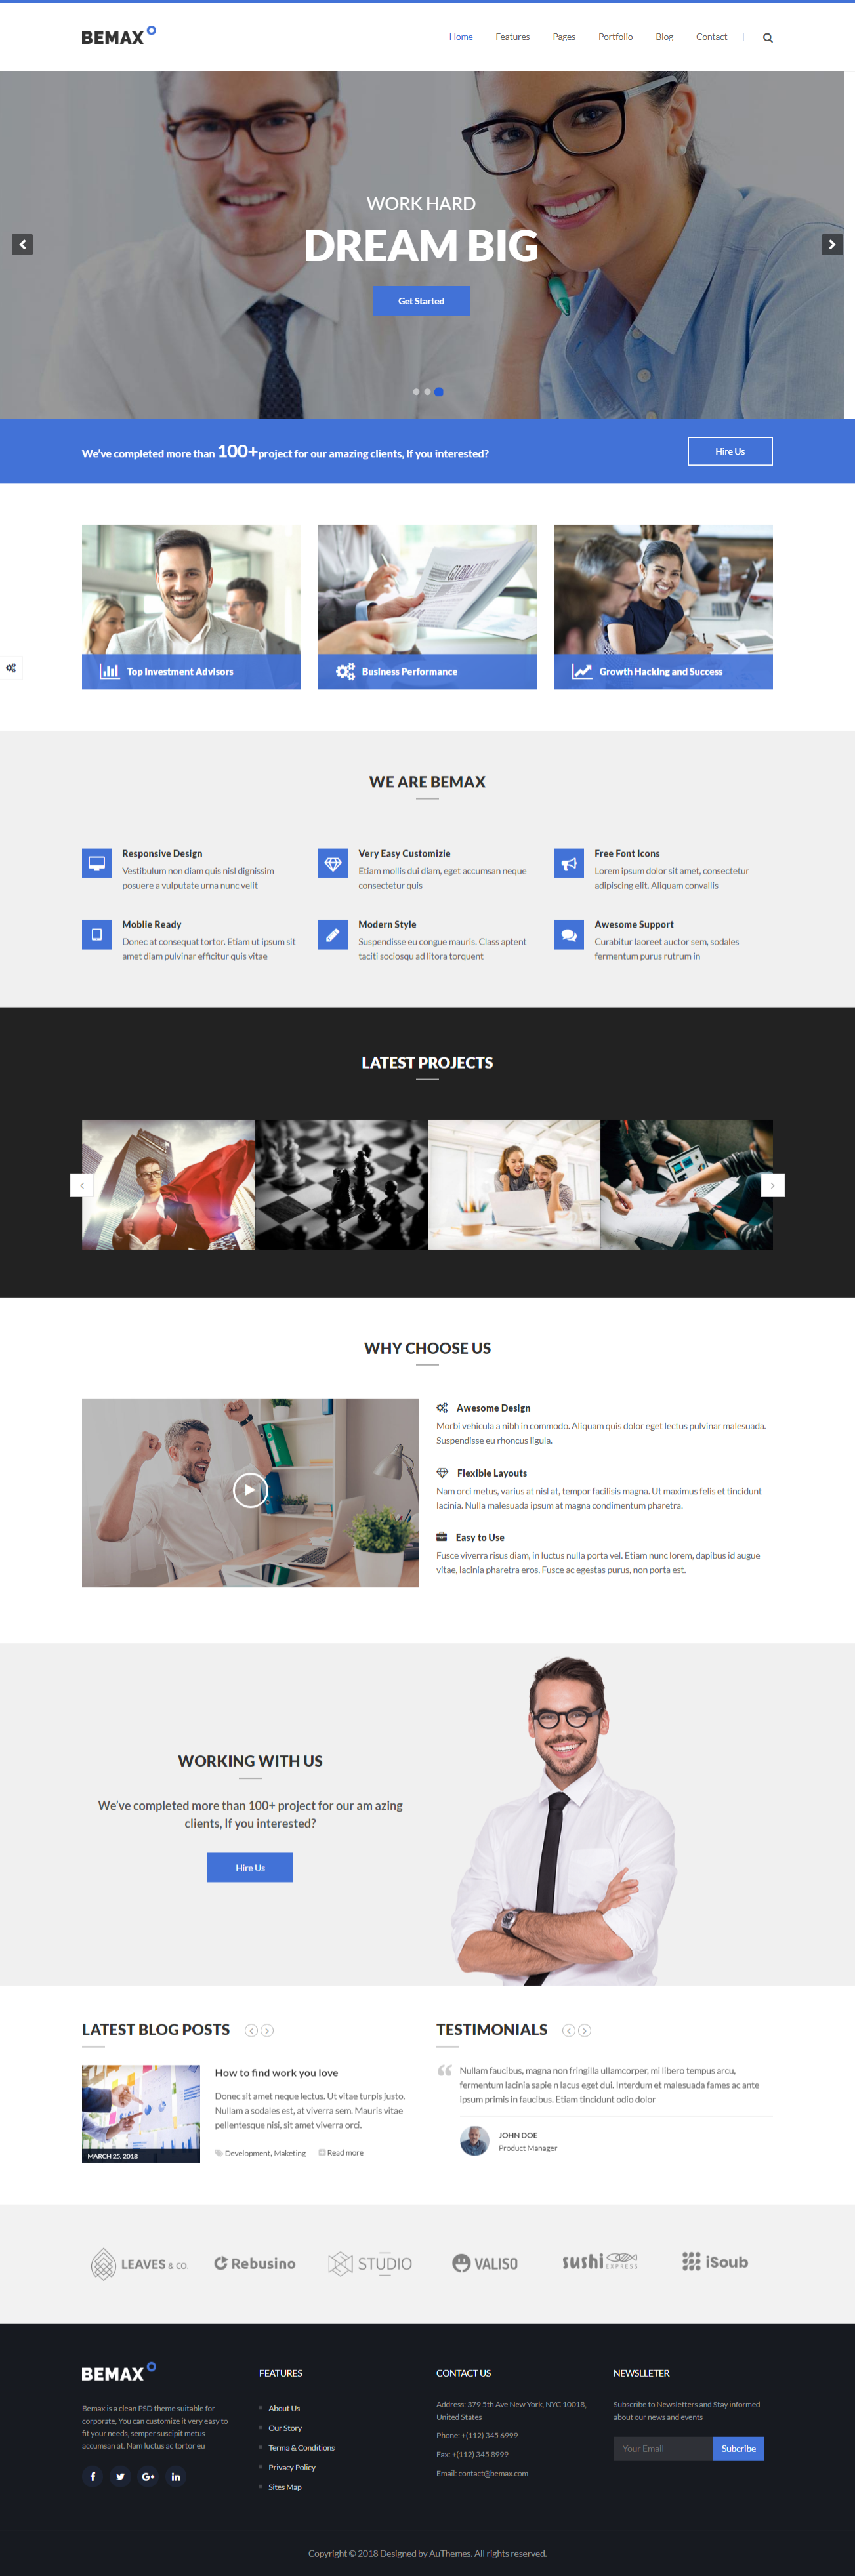 BEMAX
Home Features Pages Portfolio Blog Contact
WORK HARD
DREAM BIG
Get Started
We've completed more than 100+project for our amazing clients, If you interested?
Hire Us
GLOBAL
Top Investment Advisors
Business Performance
Growth Hacking and Success
WE ARE BEMAX
Responsive Design
Vestibulum non diam quis nisl dignissim
posuere a vulputate urna nunc velit
Very Easy Customizie
Etiam mollis dui diam, eget accumsan neque
consectetur quis
Free Font Icons
Lorem ipsum dolor sit amet, consectetur
adipiscing elit. Aliquam convallis
Moblie Ready
Donec at consequat tortor. Etiam ut ipsum sit
amet diam pulvinar efficitur quis vitae
Modern Style
Suspendisse eu congue mauris. Class aptent
taciti sociosqu ad litora torquent
Awesome Support
Curabitur laoreet auctor sem, sodales
fermentum purus rutrum in
LATEST PROJECTS
WHY CHOOSE US
Awesome Design
Morbi vehicula a nibh in commodo. Aliquam quis dolor eget lectus pulvinar malesuada.
Suspendisse eu rhoncus ligula.
Flexible Layouts
Nam orci metus, varius at nisl at, tempor facilisis magna. Ut maximus felis et tincidunt
lacinia. Nulla malesuada ipsum at magna condimentum pharetra.
Easy to Use
Fusce viverra risus diam, in luctus nulla porta vel. Etiam nunc lorem, dapibus id augue
vitae, lacinia pharetra eros. Fusce ac egestas purus, non porta est.
WORKING WITH US
We've completed more than 100+ project for our am azing
clients, If you interested?
Hire Us
LATEST BLOG POSTS
MARCH 25, 2018
How to find work you love
Donec sit amet neque lectus. Ut vitae turpis justo.
Nullam a sodales est, at viverra sem. Mauris vitae
pellentesque nisi, sit amet viverra orci.
Development, Maketing Read more
TESTIMONIALS
Nullam faucibus, magna non fringilla ullamcorper, mi libero tempus arcu,
fermentum lacinia sapie n lacus eget dui. Interdum et malesuada fames ac ante
ipsum primis in faucibus. Etiam tincidunt odio dolor
JOHN DOE
Product Manager
LEAVES & CO.
Rebusino
STUDIO
VALISO
sushi EXPRESS
iSoub
BEMAX
Bemax is a clean PSD theme suitable for
corporate, You can customize it very easy to
fit your needs, semper suscipit metus
accumsan at. Nam luctus ac tortor eu
FEATURES
About Us
Our Story
Terma & Conditions
Privacy Policy
Sites Map
CONTACT US
Address: 379 5th Ave New York, NYC 10018,
United States
Phone: +(112) 345 6999
Fax: +(112) 345 8999
Email: contact@bemax.com
NEWSLLETER
Subscribe to Newsletters and Stay informed
about our news and events
Your Email
Subcribe
Copyright © 2018 Designed by AuThemes. All rights reserved.